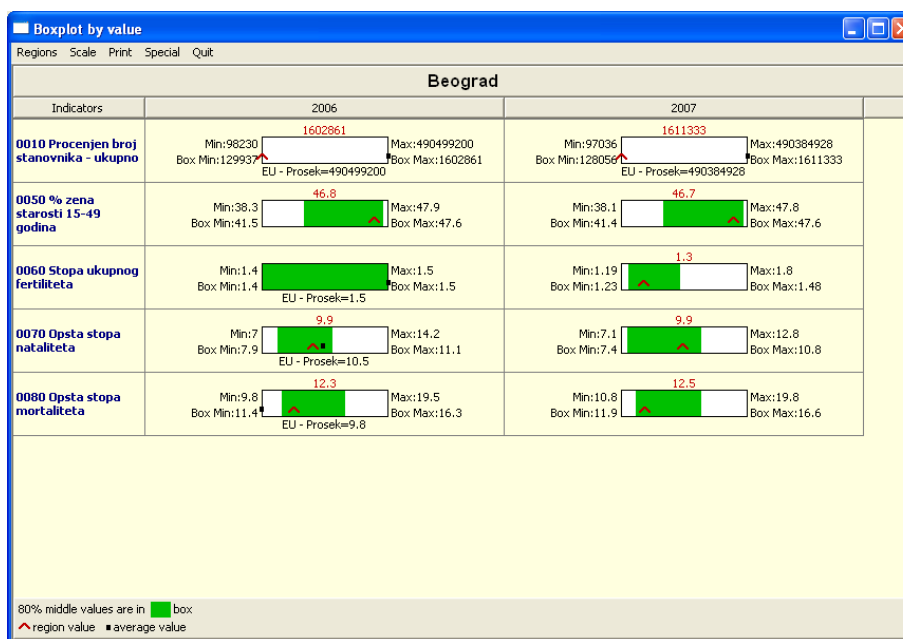 Boxplot by value
Regions Scale Print Special Quit
Beograd
Indicators 2006 2007
0010 Procenjen broj
stanovnika - ukupno
1602861
Min:98230 Max:490499200
Box Min:129937 Box Max:1602861
EU - Prosek=490499200
1611333
Min:97036 Max:490384928
Box Min:128056 Box Max:1611333
EU - Prosek=490384928
0050 % zena
starosti 15-49
godina
46.8
Min:38.3 Max:47.9
Box Min:41.5 Box Max:47.6
46.7
Min:38.1 Max:47.8
Box Min:41.4 Box Max:47.6
0060 Stopa ukupnog
fertiliteta
Min:1.4 Max:1.5
Box Min:1.4 Box Max:1.5
EU - Prosek=1.5
1.3
Min:1.19 Max:1.8
Box Min:1.23 Box Max:1.48
0070 Opsta stopa
nataliteta
9.9
Min:7 Max:14.2
Box Min:7.9 Box Max:11.1
EU - Prosek=10.5
9.9
Min:7.1 Max:12.8
Box Min:7.4 Box Max:10.8
0080 Opsta stopa
mortaliteta
12.3
Min:9.8 Max:19.5
Box Min:11.4 Box Max:16.3
EU - Prosek=9.8
12.5
Min:10.8 Max:19.8
Box Min:11.9 Box Max:16.6
80% middle values are in box
region value average value